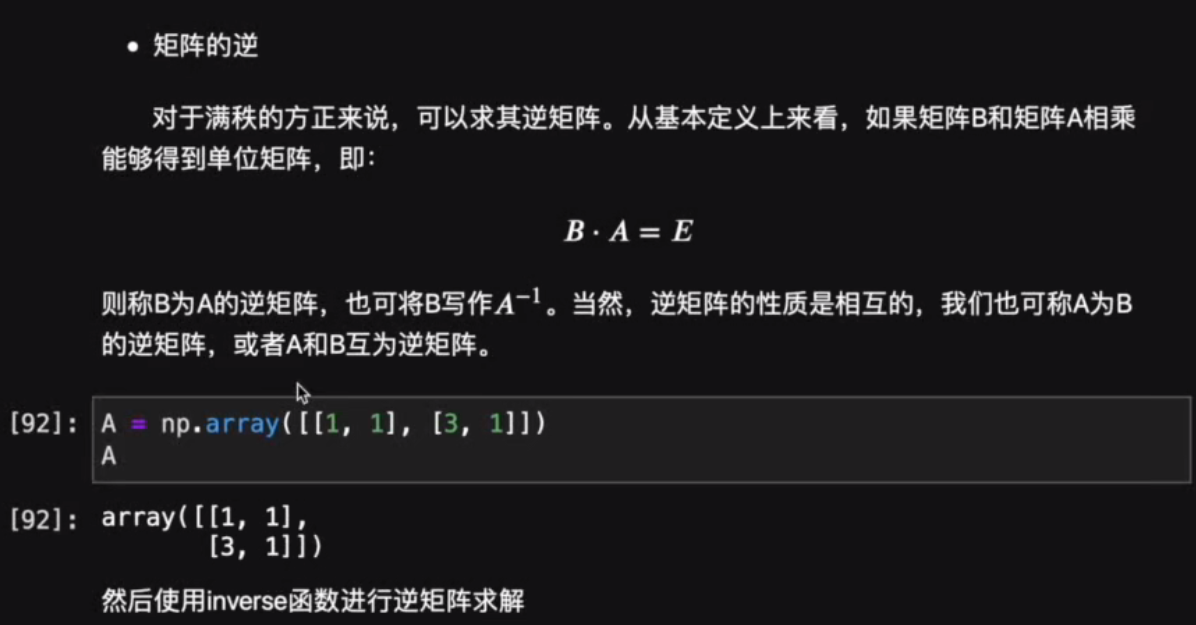 • 矩阵的逆
对于满秩的方正来说，可以求其逆矩阵。从基本定义上来看，如果矩阵B和矩阵A相乘
能够得到单位矩阵，即：
B · A = E
则称B为A的逆矩阵，也可将B写作A⁻¹。当然，逆矩阵的性质是相互的，我们也可称A为B
的逆矩阵，或者A和B互为逆矩阵。
[92]: A = np.array([[1, 1], [3, 1]])
A
[92]: array([[1, 1],
[3, 1]])
然后使用inverse函数进行逆矩阵求解